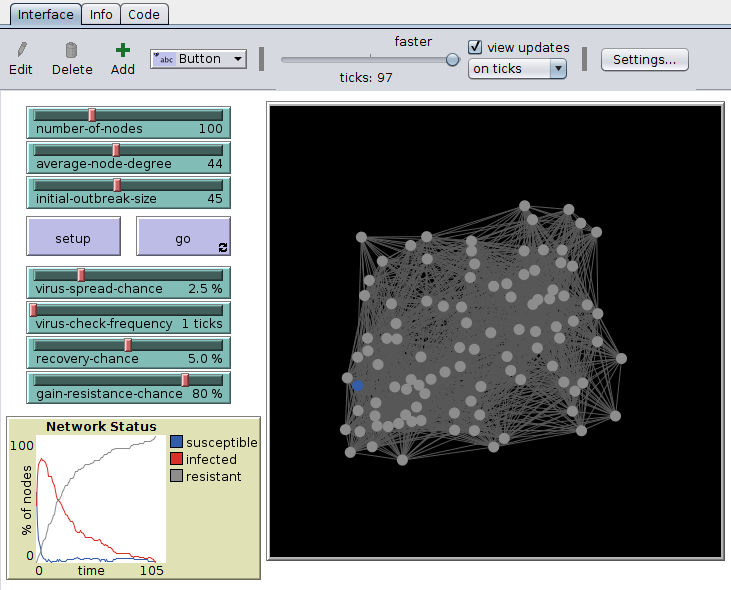 Interface Info Code
Edit Delete Add abc Button
faster
ticks: 97
view updates
on ticks
Settings...
number-of-nodes 100
average-node-degree 44
initial-outbreak-size 45
setup go
virus-spread-chance 2.5 %
virus-check-frequency 1 ticks
recovery-chance 5.0 %
gain-resistance-chance 80 %
Network Status
100
% of nodes
0
0 time 105
susceptible
infected
resistant